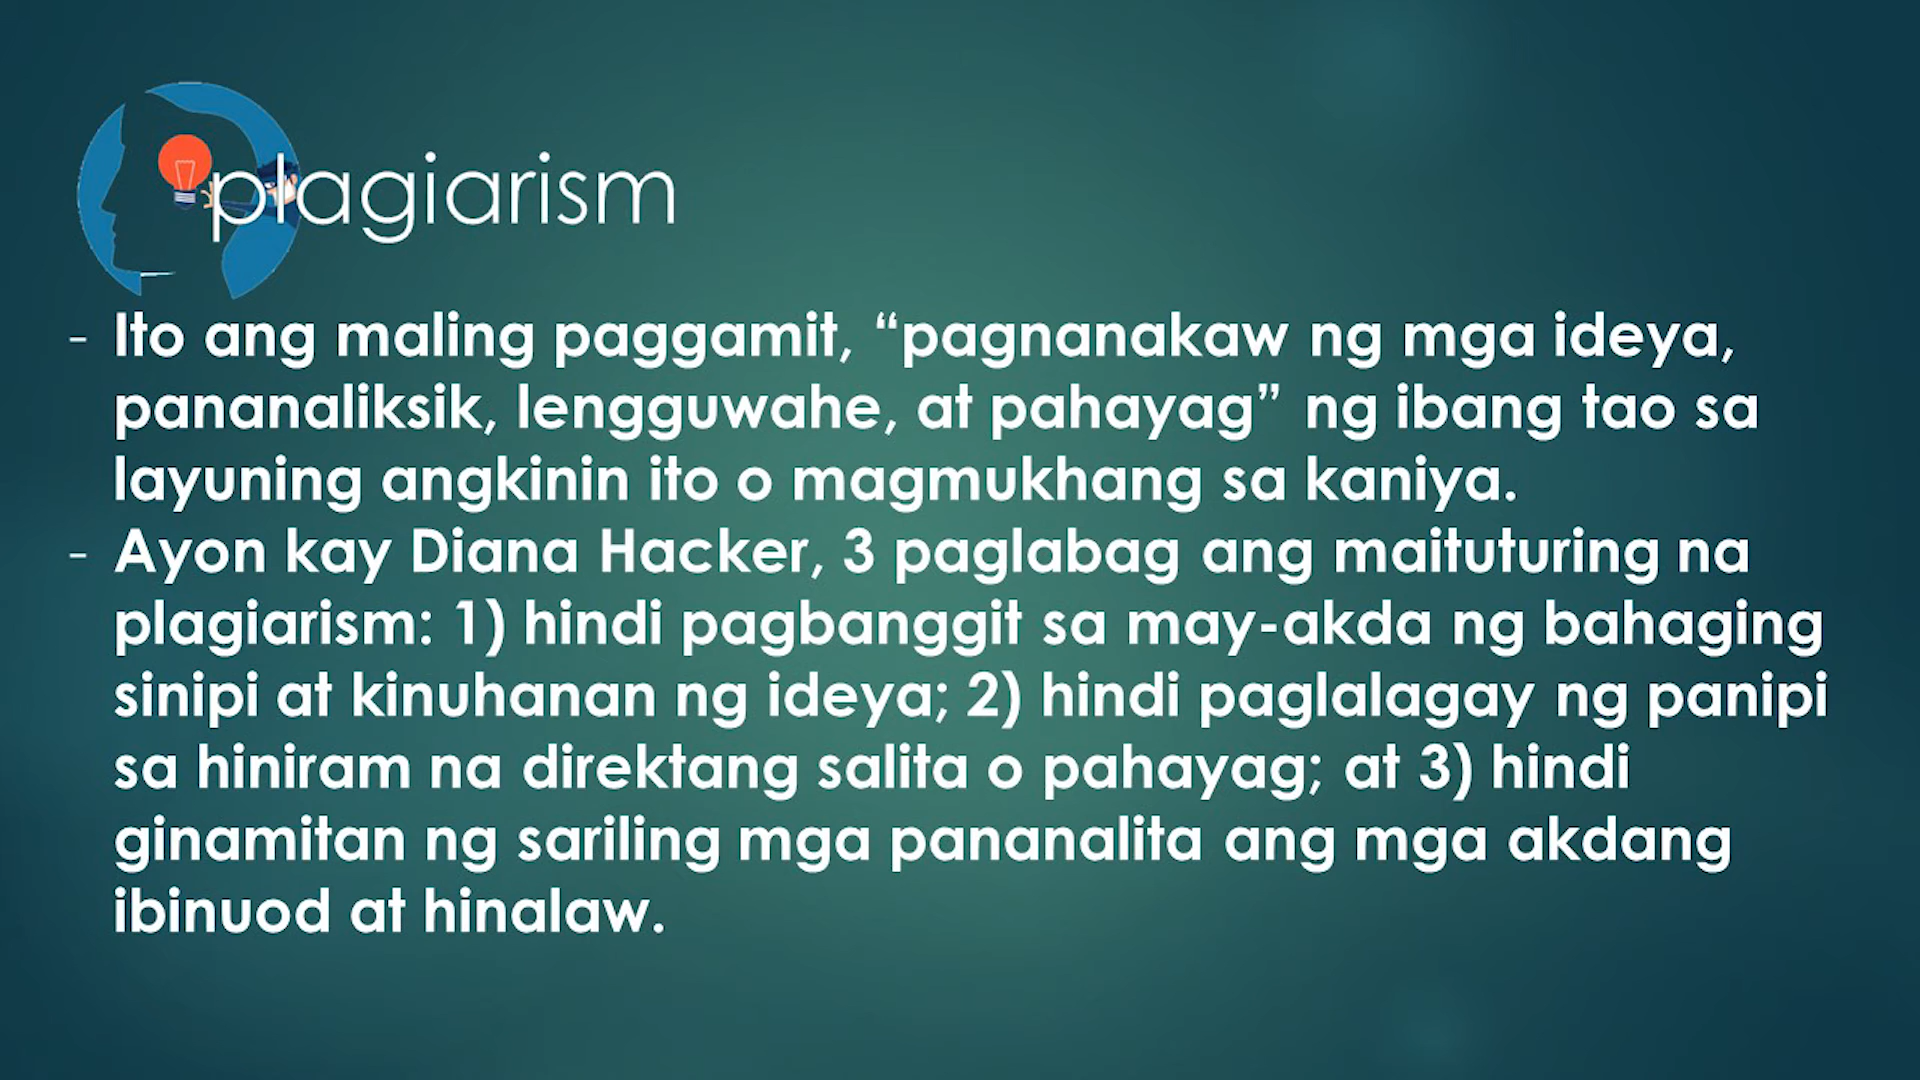 plagiarism
- Ito ang maling paggamit, “pagnanakaw ng mga ideya,
pananaliksik, lengguwahe, at pahayag” ng ibang tao sa
layuning angkinin ito o magmukhang sa kaniya.
- Ayon kay Diana Hacker, 3 paglabag ang maituturing na
plagiarism: 1) hindi pagbanggit sa may-akda ng bahaging
sinipi at kinuhanan ng ideya; 2) hindi paglalagay ng panipi
sa hiniram na direktang salita o pahayag; at 3) hindi
ginamitan ng sariling mga pananalita ang mga akdang
ibinuod at hinalaw.